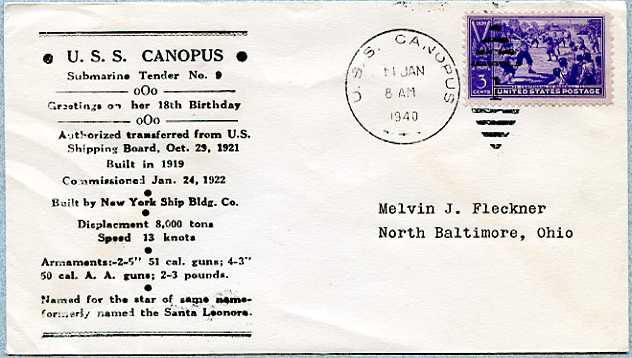 U. S. S. CANOPUS
Submarine Tender No. 9
oOo
Greetings on her 18th Birthday
oOo
Authorized transferred from U.S.
Shipping Board, Oct. 29, 1921
Built in 1919
Commissioned Jan. 24, 1922
Built by New York Ship Bldg. Co.
Displacment 8,000 tons
Speed 13 knots
Armaments:-2-5" 51 cal. guns; 4-3"
50 cal. A. A. guns; 2-3 pounds.
Named for the star of same name-
formerly named the Santa Leonora.
U. S. S. CANOPUS
11 JAN
8 AM
1940
3
CENTS
UNITED STATES POSTAGE
Melvin J. Fleckner
North Baltimore, Ohio